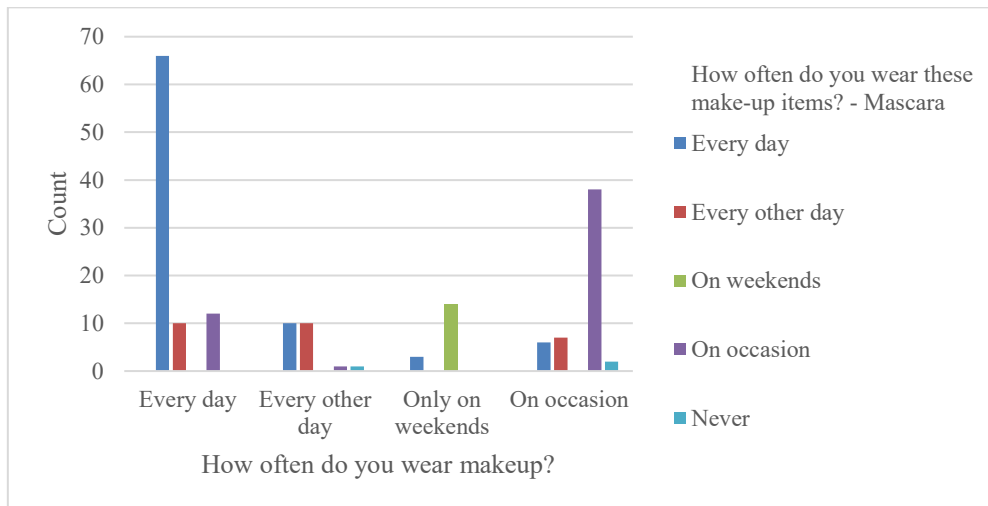 70
60
50
40
30
20
10
0
Count
Every day
Every other
day
Only on
weekends
On occasion
How often do you wear makeup?
How often do you wear these
make-up items? - Mascara
Every day
Every other day
On weekends
On occasion
Never